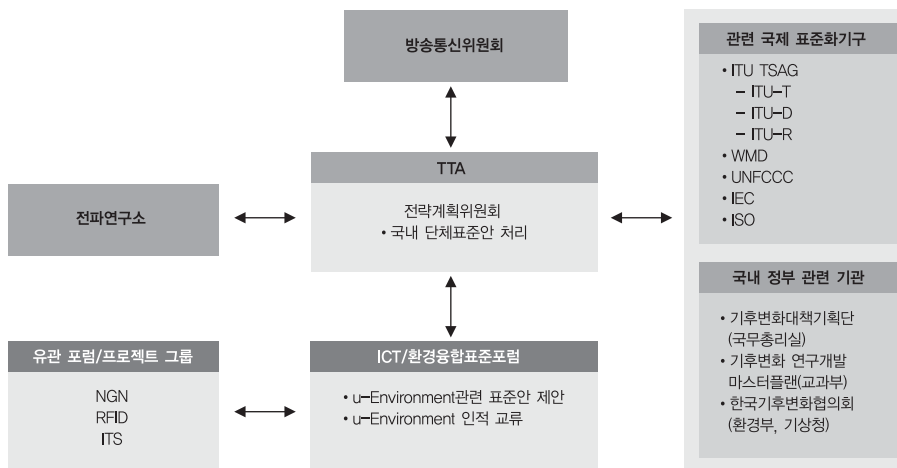 방송통신위원회
TTA
전략계획위원회
• 국내 단체표준안 처리
전파연구소
유관 포럼/프로젝트 그룹
NGN
RFID
ITS
ICT/환경융합표준포럼
• u-Environment관련 표준안 제안
• u-Environment 인적 교류
관련 국제 표준화기구
• ITU TSAG
– ITU-T
– ITU-D
– ITU-R
• WMD
• UNFCCC
• IEC
• ISO
국내 정부 관련 기관
• 기후변화대책기획단
(국무총리실)
• 기후변화 연구개발
마스터플랜(교과부)
• 한국기후변화협의회
(환경부, 기상청)